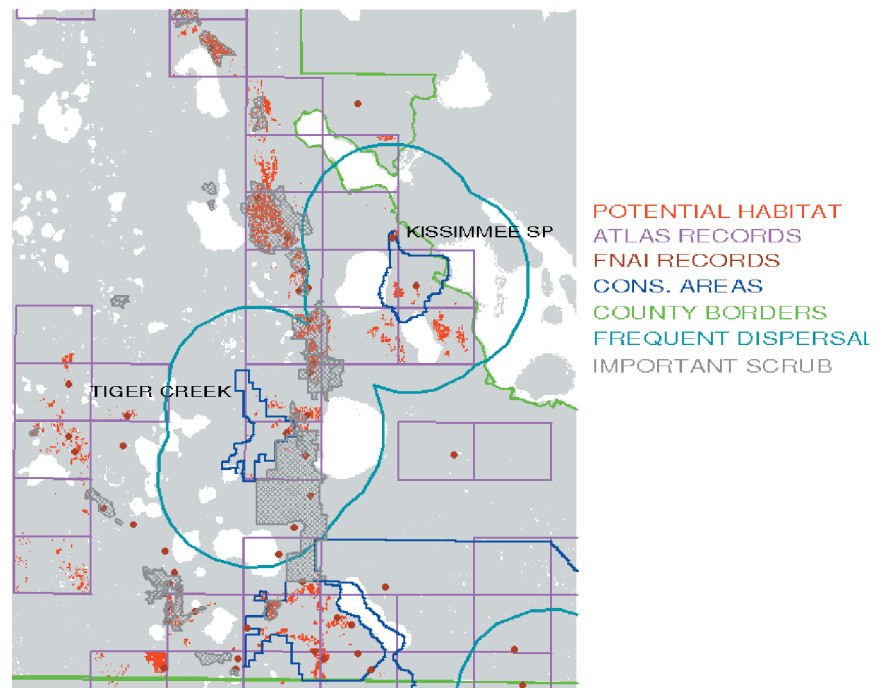 KISSIMMEE SP
TIGER CREEK
POTENTIAL HABITAT
ATLAS RECORDS
FNAI RECORDS
CONS. AREAS
COUNTY BORDERS
FREQUENT DISPERSAL
IMPORTANT SCRUB